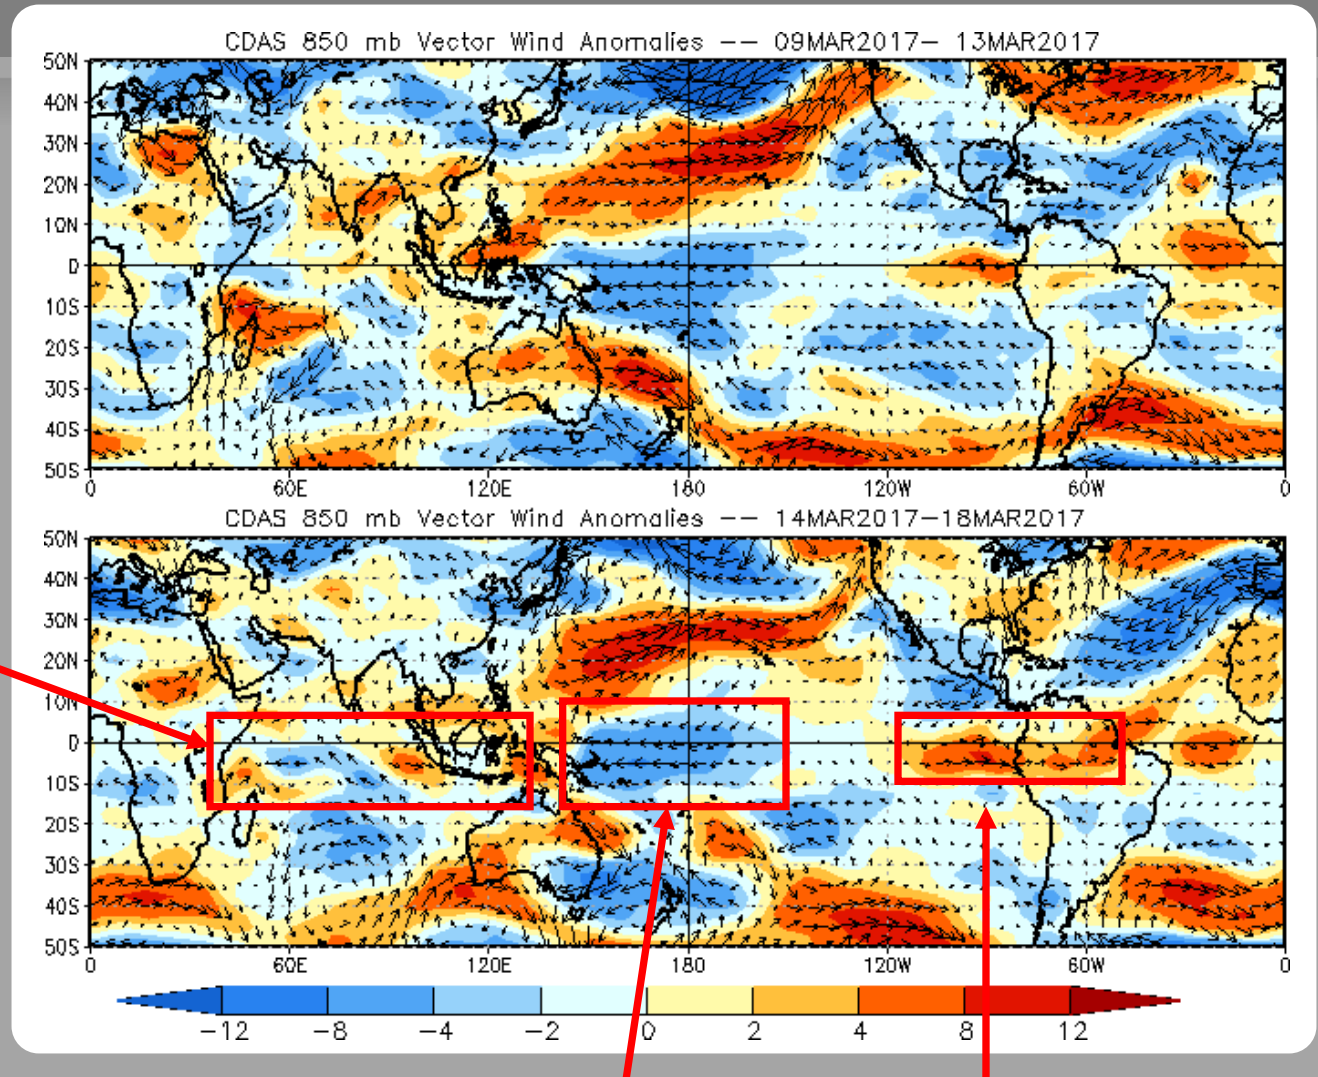 CDAS 850 mb Vector Wind Anomalies -- 09MAR2017- 13MAR2017
50N
40N
30N
20N
10N
0
10S
20S
30S
40S
50S
0 60E 120E 180 120W 60W 0
CDAS 850 mb Vector Wind Anomalies -- 14MAR2017-18MAR2017
50N
40N
30N
20N
10N
0
10S
20S
30S
40S
50S
0 60E 120E 180 120W 60W 0
-12 -8 -4 -2 0 2 4 8 12